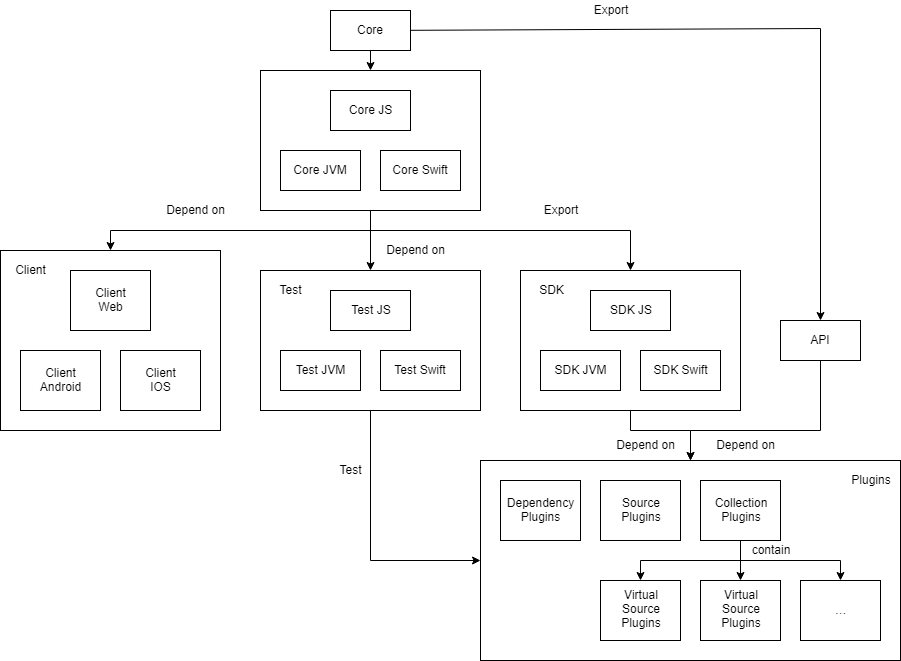 Export
Core
Core JS
Core JVM
Core Swift
Depend on
Export
Depend on
Client
Client
Web
Client
Android
Client
IOS
Test
Test JS
Test JVM
Test Swift
SDK
SDK JS
SDK JVM
SDK Swift
API
Depend on
Depend on
Test
Plugins
Dependency
Plugins
Source
Plugins
Collection
Plugins
contain
Virtual
Source
Plugins
Virtual
Source
Plugins
...